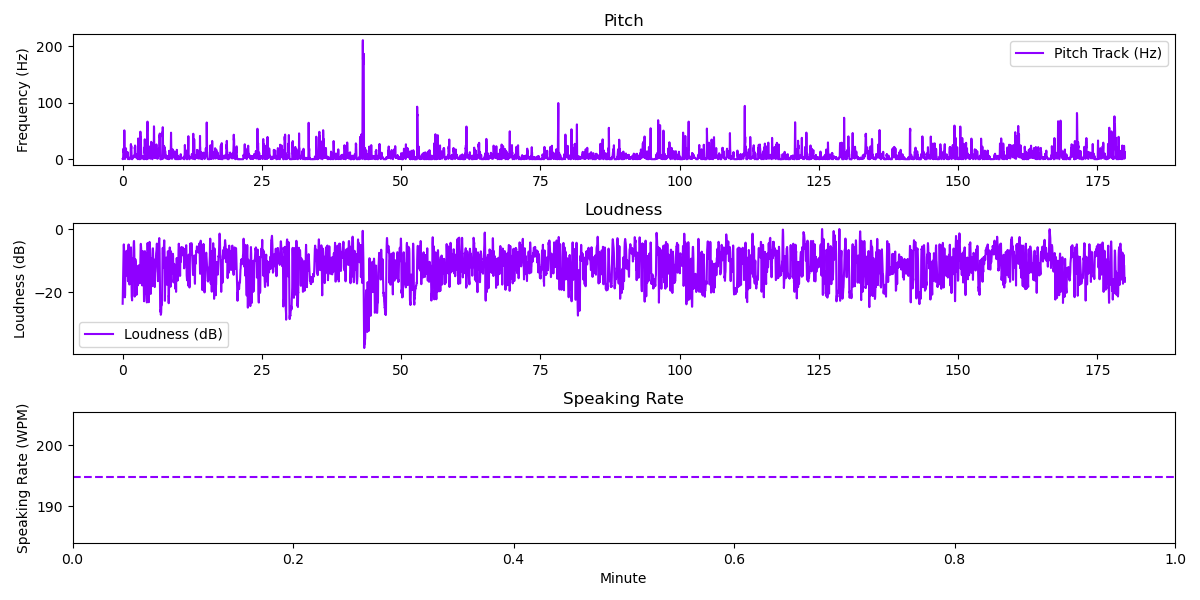 Pitch
Frequency (Hz)
200
100
0
Pitch Track (Hz)
0 25 50 75 100 125 150 175
Loudness
Loudness (dB)
0
−20
Loudness (dB)
0 25 50 75 100 125 150 175
Speaking Rate
Speaking Rate (WPM)
200
190
0.0 0.2 0.4 0.6 0.8 1.0
Minute